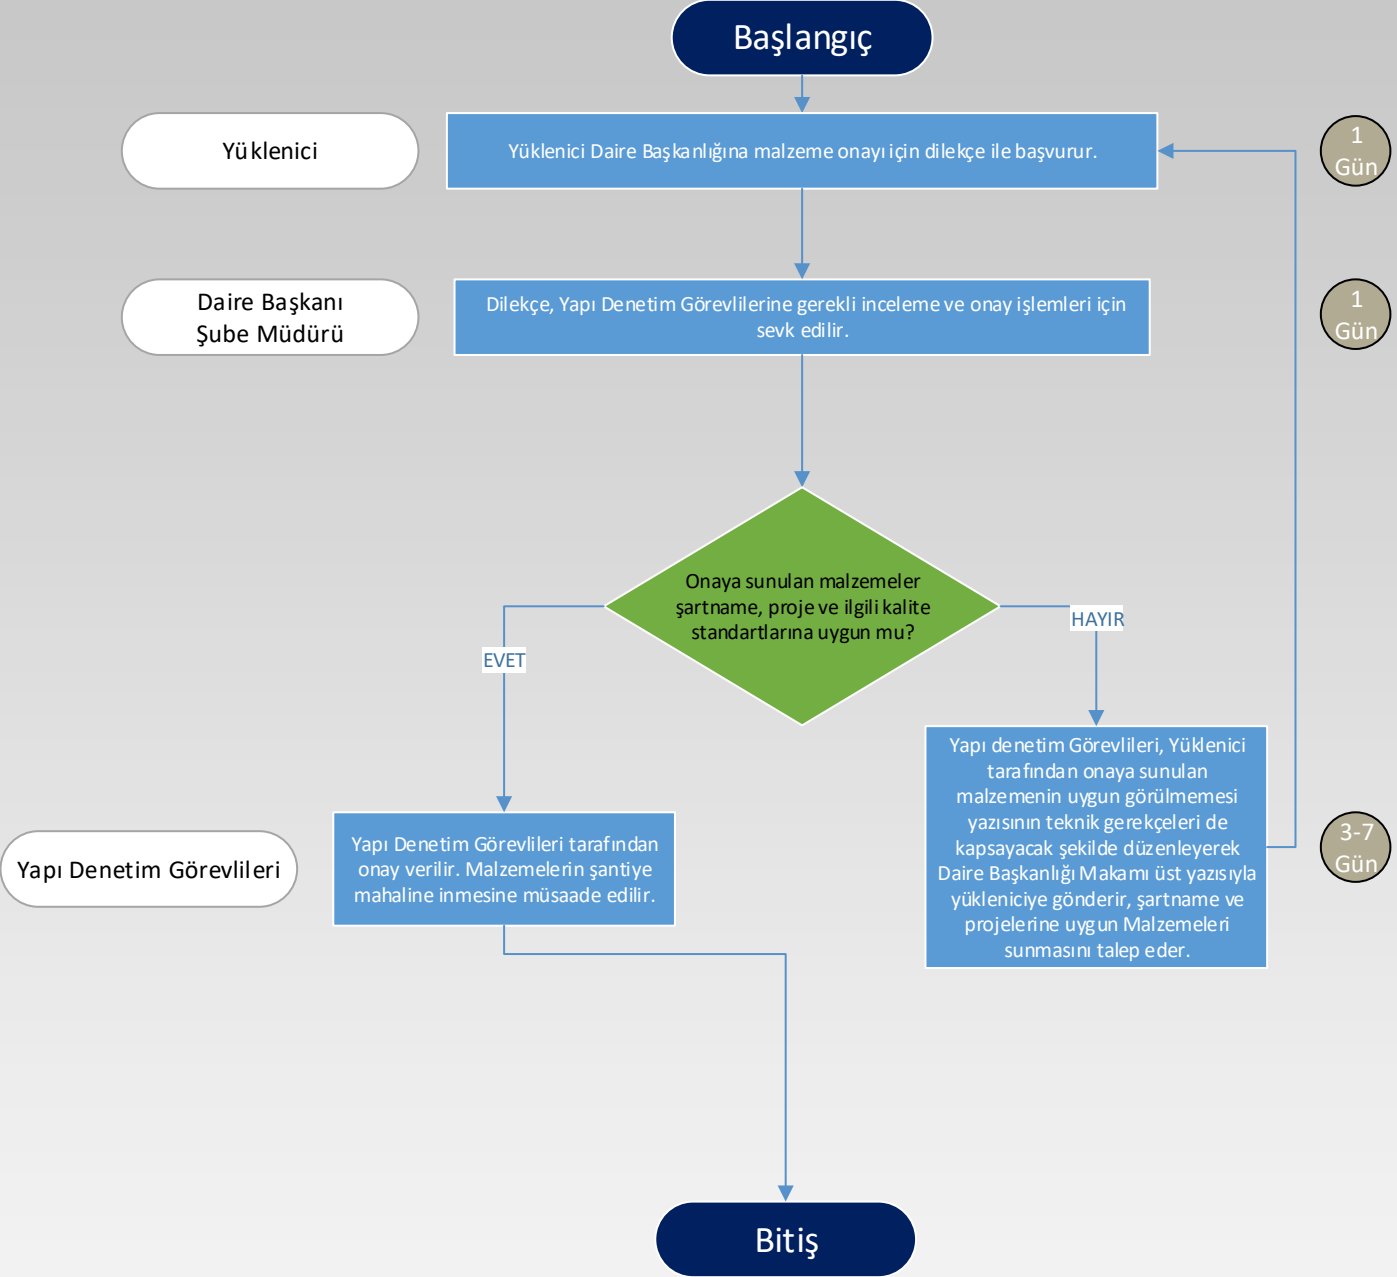 Başlangıç
Yüklenici
Yüklenici Daire Başkanlığına malzeme onayı için dilekçe ile başvurur.
1
Gün
Daire Başkanı
Şube Müdürü
Dilekçe, Yapı Denetim Görevlilerine gerekli inceleme ve onay işlemleri için
sevk edilir.
1
Gün
Onaya sunulan malzemeler
şartname, proje ve ilgili kalite
standartlarına uygun mu?
EVET
HAYIR
Yapı Denetim Görevlileri
Yapı Denetim Görevlileri tarafından
onay verilir. Malzemelerin şantiye
mahaline inmesine müsaade edilir.
Yapı denetim Görevlileri, Yüklenici
tarafından onaya sunulan
malzemenin uygun görülmemesi
yazısının teknik gerekçeleri de
kapsayacak şekilde düzenleyerek
Daire Başkanlığı Makamı üst yazısıyla
yükleniciye gönderir, şartname ve
projelerine uygun Malzemeleri
sunmasını talep eder.
3-7
Gün
Bitiş